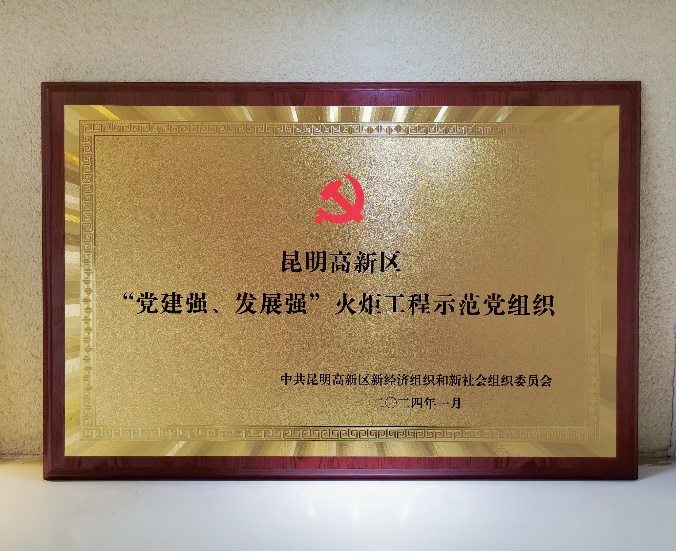 昆明高新区
“党建强、发展强”火炬工程示范党组织
中共昆明高新区新经济组织和新社会组织委员会
二〇二四年一月